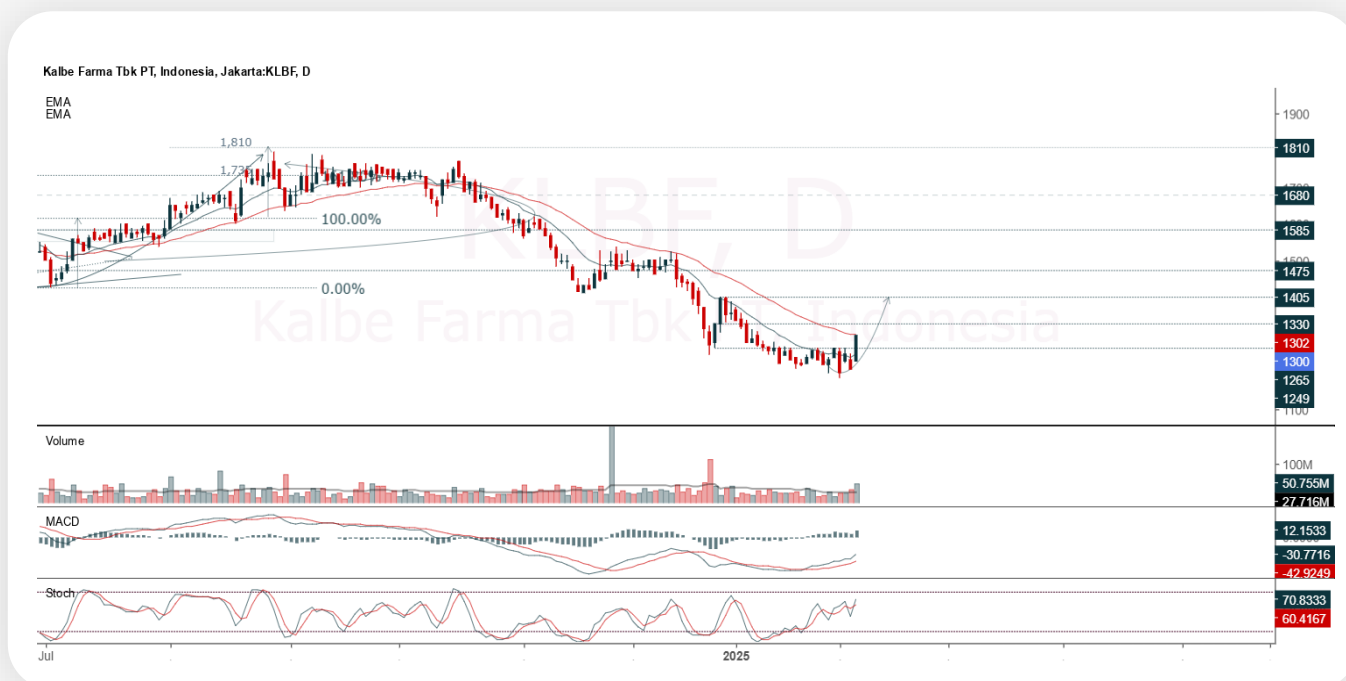 Kalbe Farma Tbk PT, Indonesia, Jakarta:KLBF, D
EMA
EMA
KLBF, D
Kalbe Farma Tbk PT, Indonesia
1,810
100.00%
0.00%
1900
1810
1680
1585
1500
1475
1405
1330
1302
1300
1265
1249
1100
Volume
100M
50.755M
27.716M
MACD
12.1533
-30.7716
-42.9249
Stoch
70.8333
60.4167
Jul
2025